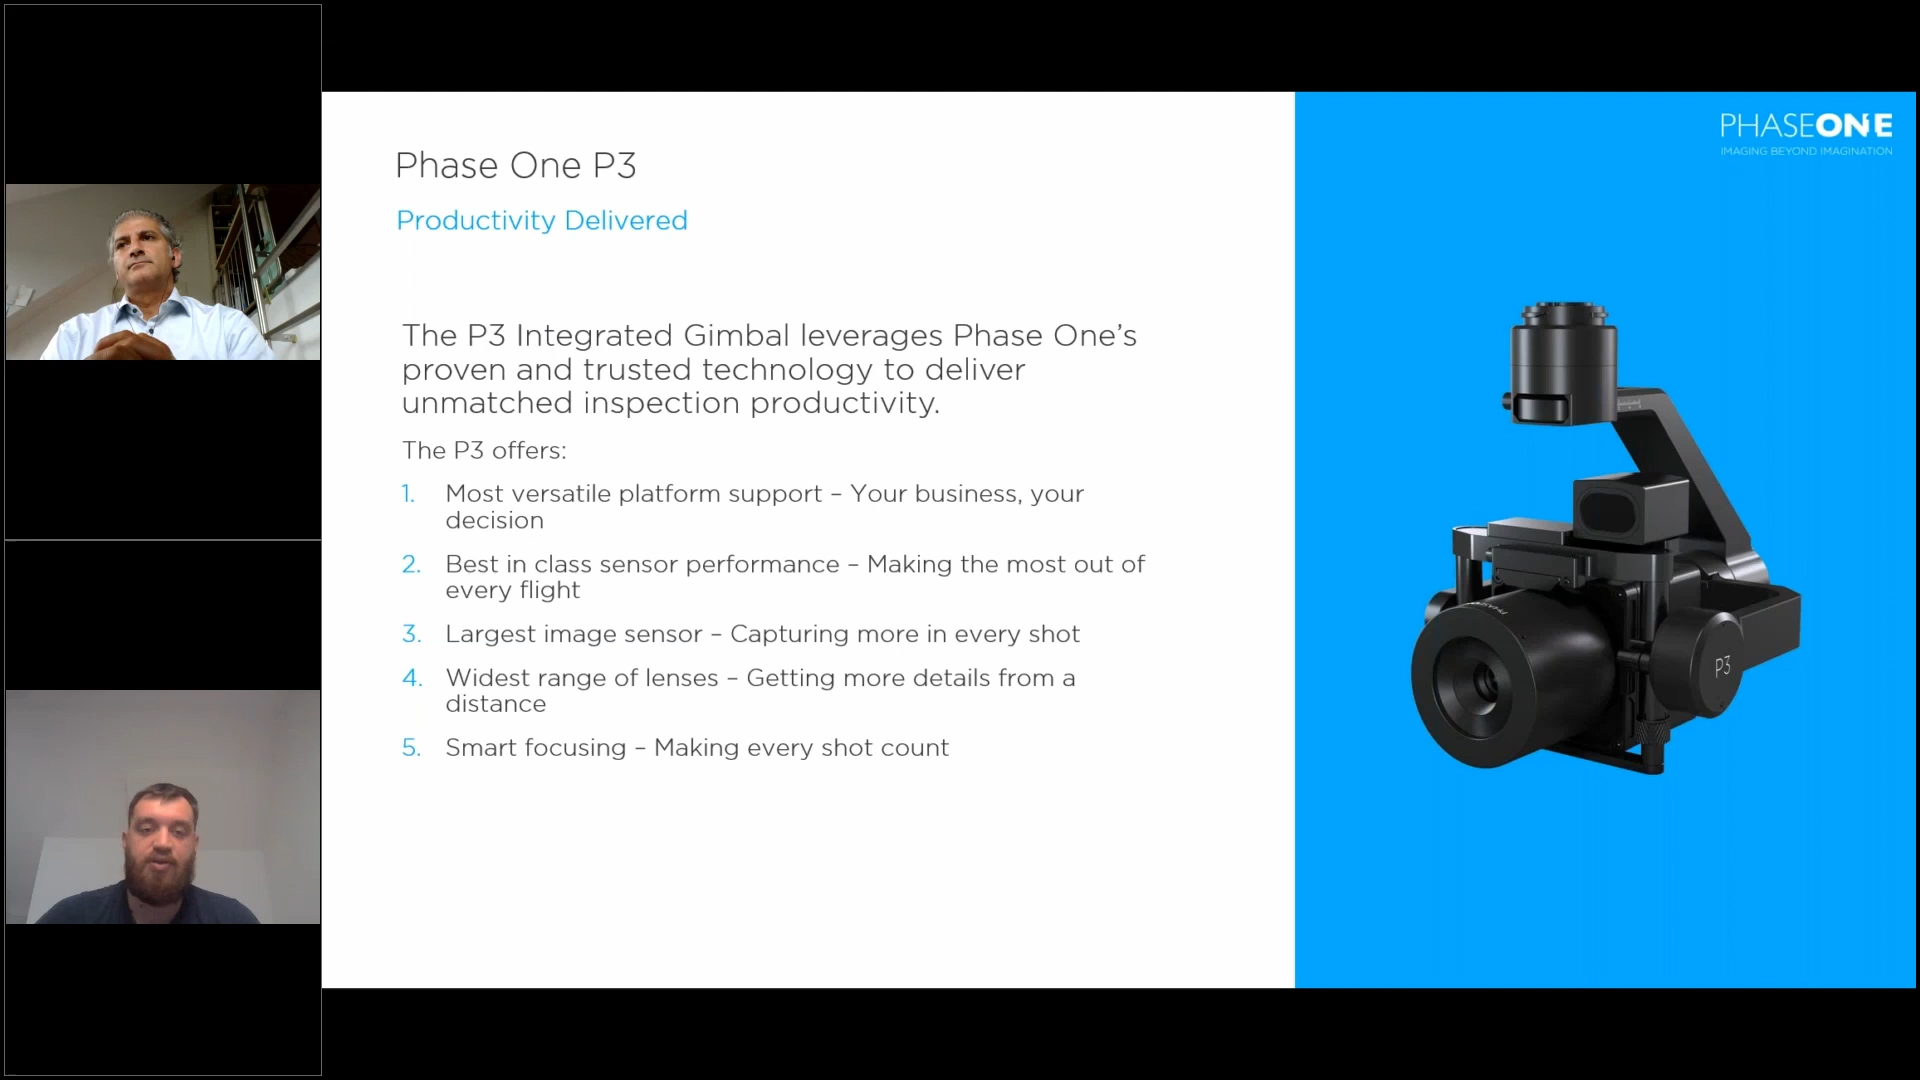 PHASEONE
IMAGING BEYOND IMAGINATION
Phase One P3
Productivity Delivered
The P3 Integrated Gimbal leverages Phase One’s
proven and trusted technology to deliver
unmatched inspection productivity.
The P3 offers:
1. Most versatile platform support – Your business, your
decision
2. Best in class sensor performance – Making the most out of
every flight
3. Largest image sensor – Capturing more in every shot
4. Widest range of lenses – Getting more details from a
distance
5. Smart focusing – Making every shot count
P3